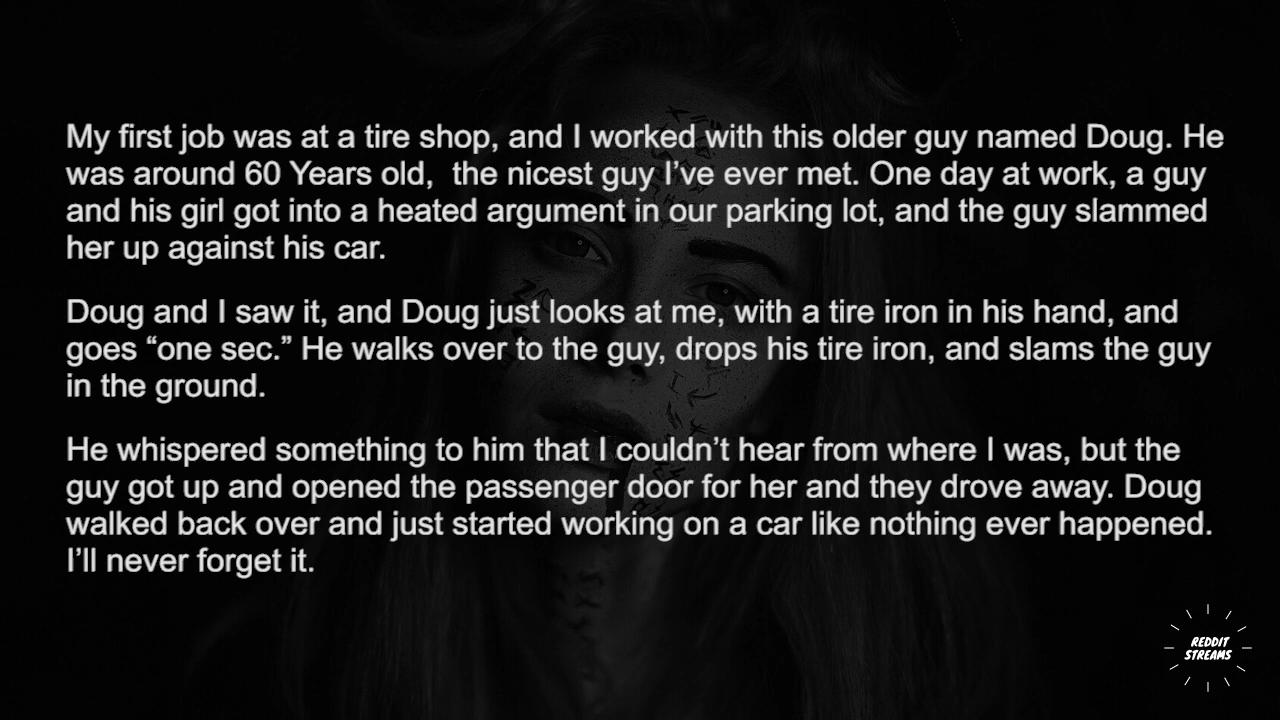 My first job was at a tire shop, and I worked with this older guy named Doug. He
was around 60 Years old,  the nicest guy I’ve ever met. One day at work, a guy
and his girl got into a heated argument in our parking lot, and the guy slammed
her up against his car.
Doug and I saw it, and Doug just looks at me, with a tire iron in his hand, and
goes “one sec.” He walks over to the guy, drops his tire iron, and slams the guy
in the ground.
He whispered something to him that I couldn’t hear from where I was, but the
guy got up and opened the passenger door for her and they drove away. Doug
walked back over and just started working on a car like nothing ever happened.
I’ll never forget it.
REDDIT
STREAMS